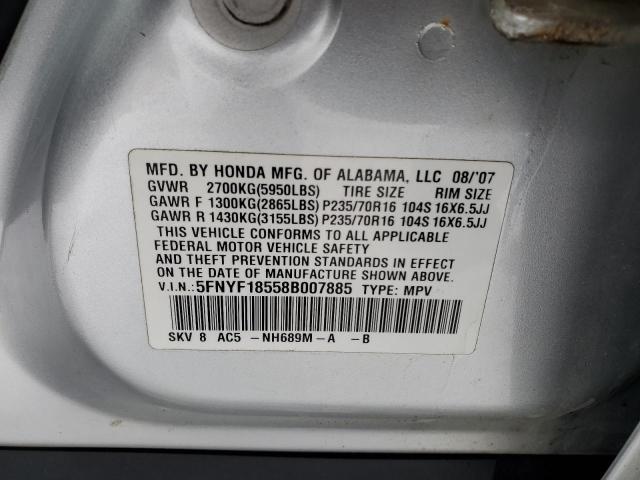 MFD. BY HONDA MFG. OF ALABAMA, LLC 08/'07
GVWR 2700KG(5950LBS) TIRE SIZE RIM SIZE
GAWR F 1300KG(2865LBS)P235/70R16 104S 16X6.5JJ
GAWR R 1430KG(3155LBS)P235/70R16 104S 16X6.5JJ
THIS VEHICLE CONFORMS TO ALL APPLICABLE
FEDERAL MOTOR VEHICLE SAFETY
AND THEFT PREVENTION STANDARDS IN EFFECT
ON THE DATE OF MANUFACTURE SHOWN ABOVE.
V.I.N.: 5FNYF18558B007885 TYPE: MPV
SKV 8 AC5 -NH689M-A -B